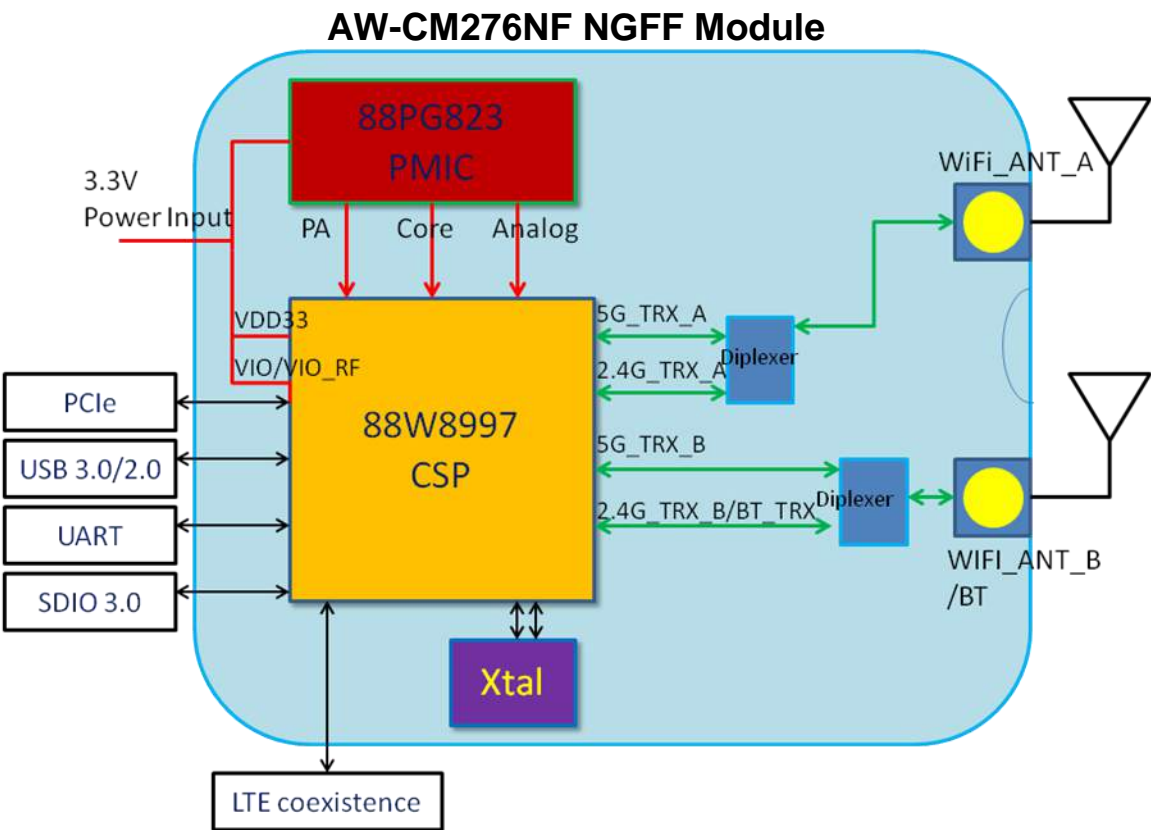 AW-CM276NF NGFF Module
88PG823
PMIC
3.3V
Power Input
PA
Core
Analog
WiFi_ANT_A
VDD33
VIO/VIO_RF
5G_TRX_A
Diplexer
2.4G_TRX_A
PCIe
USB 3.0/2.0
UART
SDIO 3.0
88W8997
CSP
5G_TRX_B
2.4G_TRX_B/BT_TRX
Diplexer
WIFI_ANT_B
/BT
Xtal
LTE coexistence